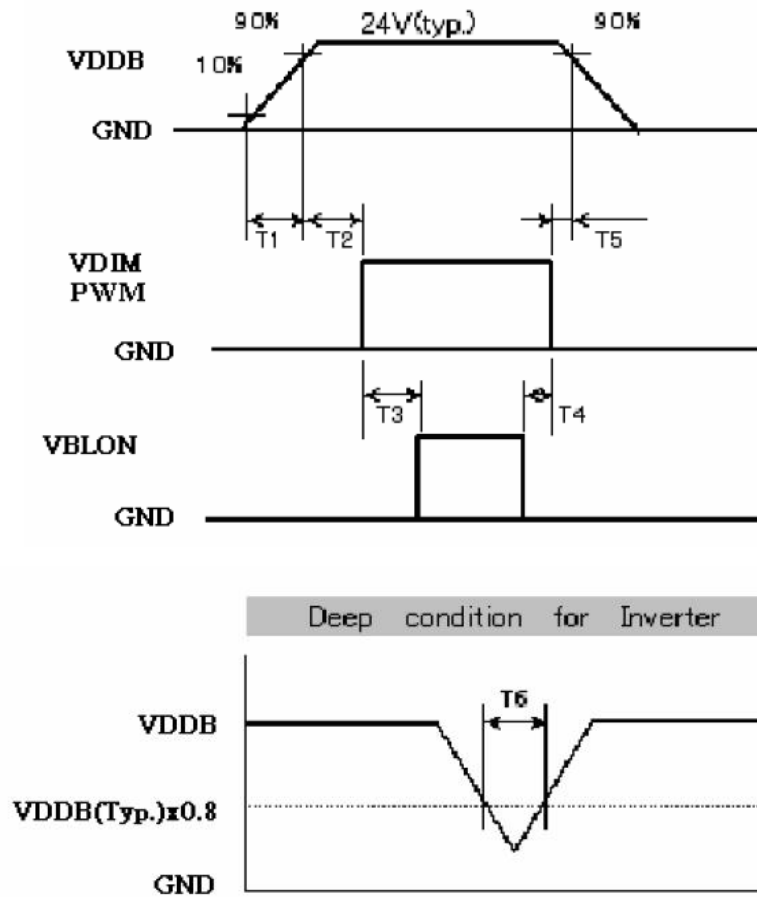 90% 24V(typ.) 90%
VDDB 10%
GND
T1 T2 T5
VDIM
PWM
GND
T3 T4
VBLON
GND
Deep condition for Inverter
T6
VDDB
VDDB(Typ.)x0.8
GND